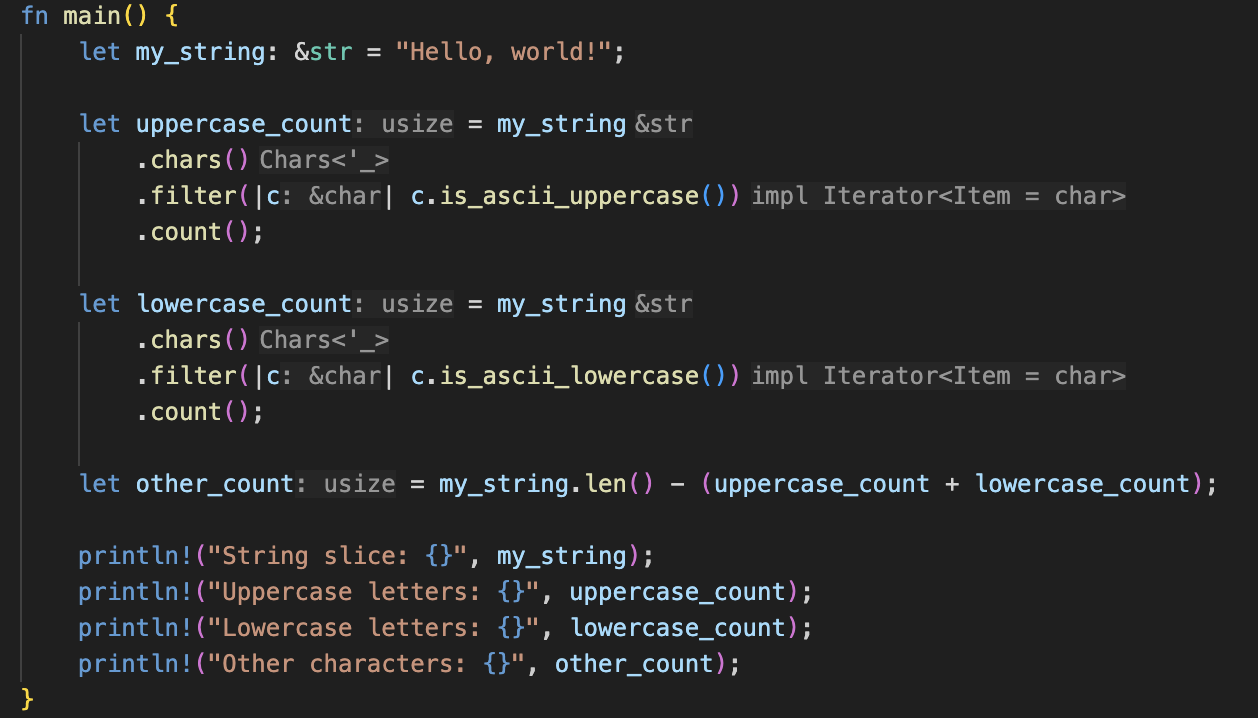 fn main() {
    let my_string: &str = "Hello, world!";

    let uppercase_count: usize = my_string &str
        .chars() Chars<'_>
        .filter(|c: &char| c.is_ascii_uppercase()) impl Iterator<Item = char>
        .count();

    let lowercase_count: usize = my_string &str
        .chars() Chars<'_>
        .filter(|c: &char| c.is_ascii_lowercase()) impl Iterator<Item = char>
        .count();

    let other_count: usize = my_string.len() - (uppercase_count + lowercase_count);

    println!("String slice: {}", my_string);
    println!("Uppercase letters: {}", uppercase_count);
    println!("Lowercase letters: {}", lowercase_count);
    println!("Other characters: {}", other_count);
}